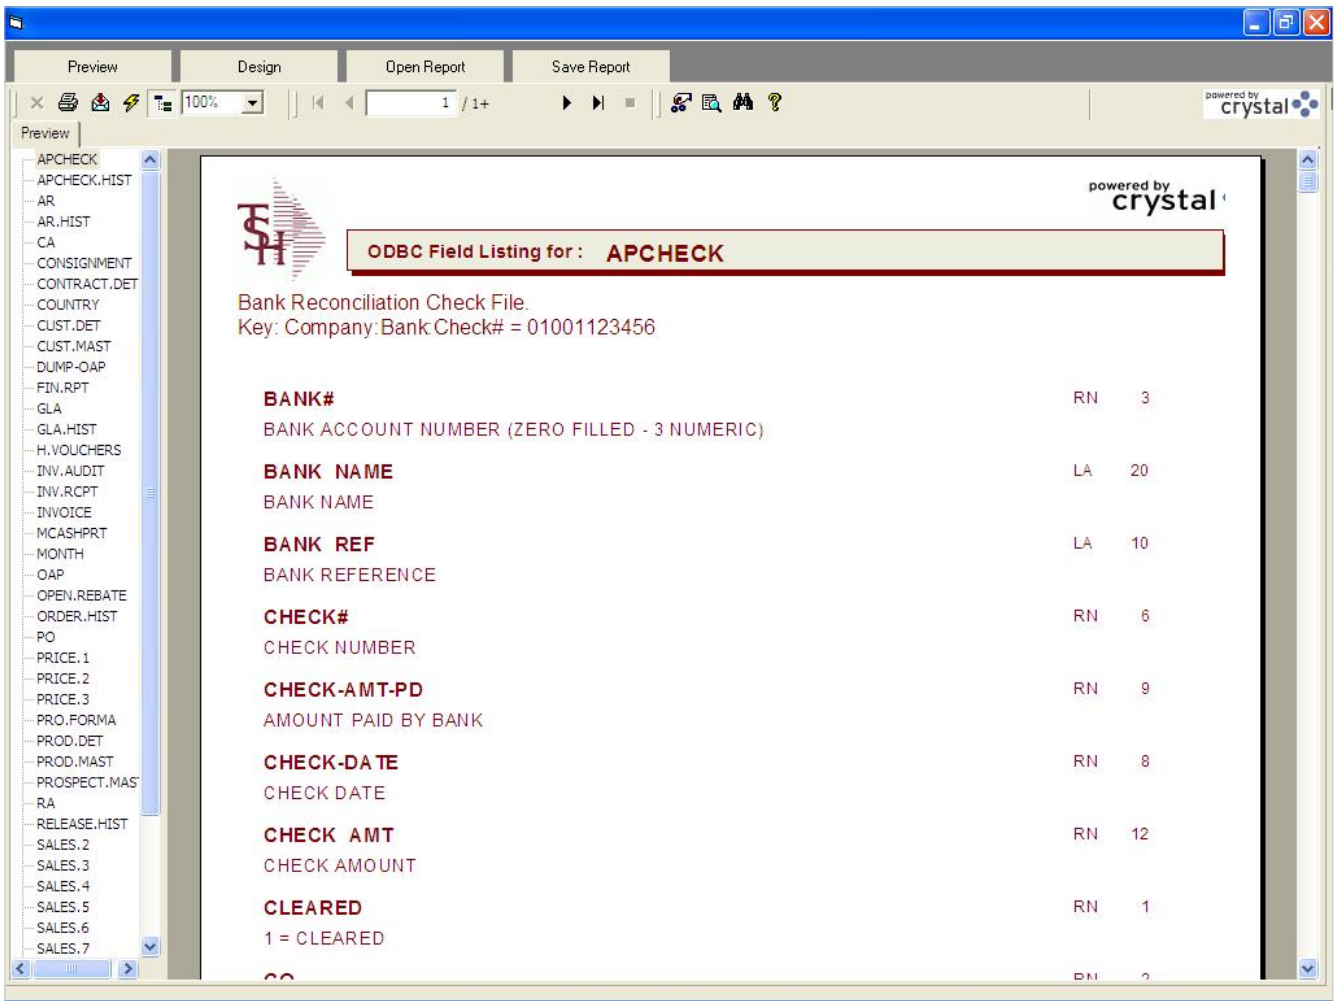 Preview Design Open Report Save Report
100% 1 / 1+ powered by crystal
Preview
APCHECK
APCHECK.HIST
AR
AR.HIST
CA
CONSIGNMENT
CONTRACT.DET
COUNTRY
CUST.DET
CUST.MAST
DUMP-OAP
FIN.RPT
GLA
GLA.HIST
H.VOUCHERS
INV.AUDIT
INV.RCPT
INVOICE
MCASHPRT
MONTH
OAP
OPEN.REBATE
ORDER.HIST
PO
PRICE.1
PRICE.2
PRICE.3
PRO.FORMA
PROD.DET
PROD.MAST
PROSPECT.MAS
RA
RELEASE.HIST
SALES.2
SALES.3
SALES.4
SALES.5
SALES.6
SALES.7
TSH
powered by
crystal
ODBC Field Listing for : APCHECK
Bank Reconciliation Check File.
Key: Company:Bank:Check# = 01001123456
BANK# RN 3
BANK ACCOUNT NUMBER (ZERO FILLED - 3 NUMERIC)
BANK NAME LA 20
BANK NAME
BANK REF LA 10
BANK REFERENCE
CHECK# RN 6
CHECK NUMBER
CHECK-AMT-PD RN 9
AMOUNT PAID BY BANK
CHECK-DATE RN 8
CHECK DATE
CHECK AMT RN 12
CHECK AMOUNT
CLEARED RN 1
1 = CLEARED
CO RN 2